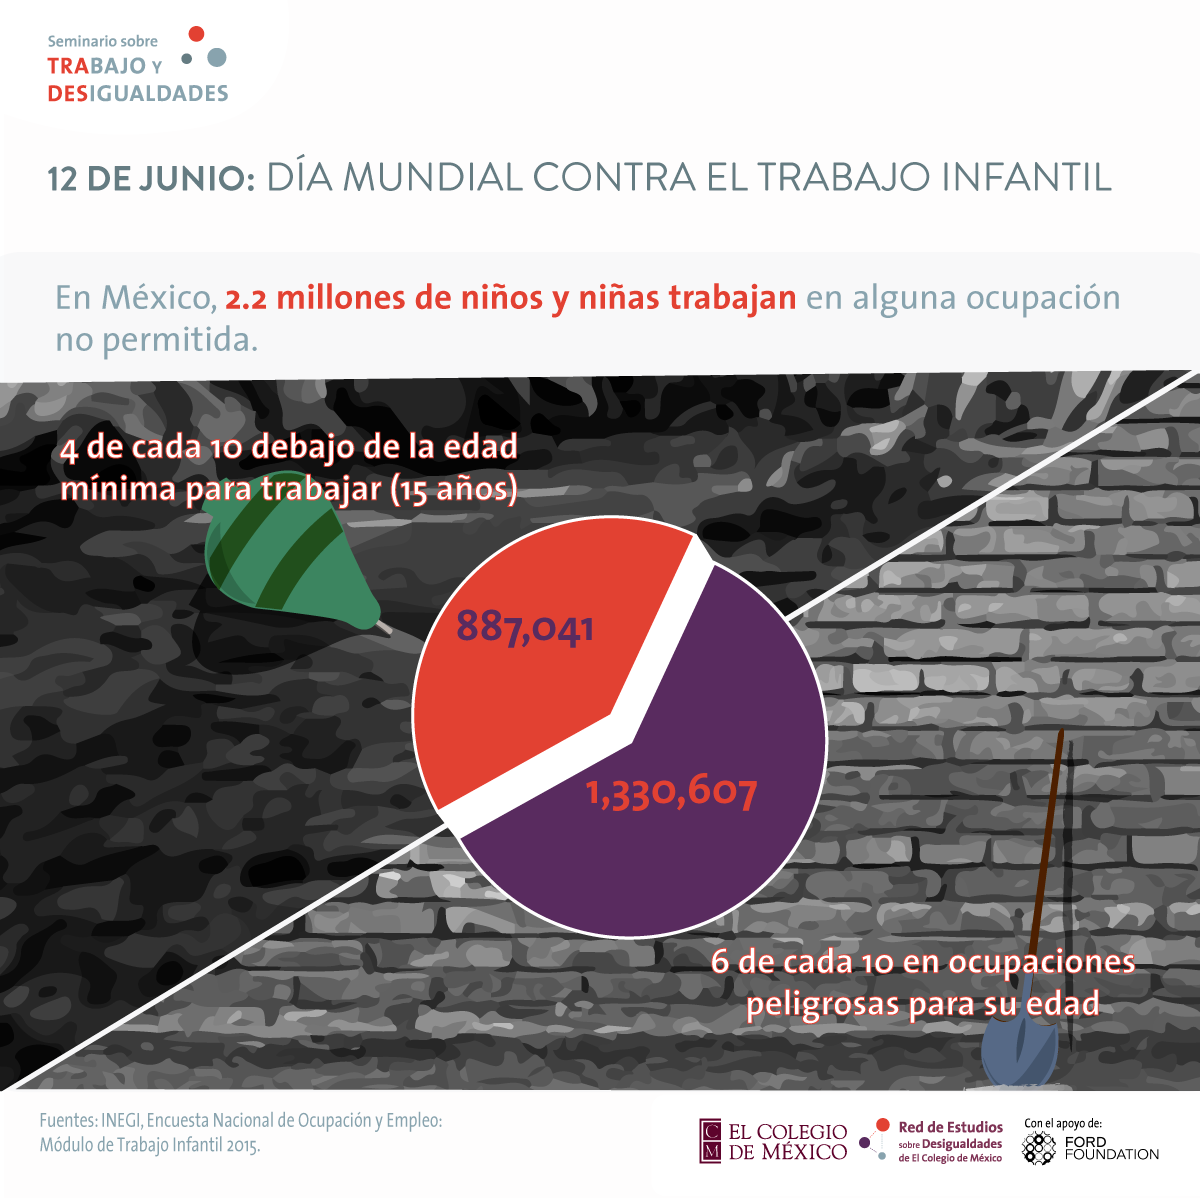 Seminario sobre
TRABAJO Y
DESIGUALDADES
12 DE JUNIO: DÍA MUNDIAL CONTRA EL TRABAJO INFANTIL
En México, 2.2 millones de niños y niñas trabajan en alguna ocupación
no permitida.
4 de cada 10 debajo de la edad
mínima para trabajar (15 años)
887,041
1,330,607
6 de cada 10 en ocupaciones
peligrosas para su edad
Fuentes: INEGI, Encuesta Nacional de Ocupación y Empleo:
Módulo de Trabajo Infantil 2015.
C
M
EL COLEGIO
DE MÉXICO
Red de Estudios
sobre Desigualdades
de El Colegio de México
Con el apoyo de:
FORD
FOUNDATION